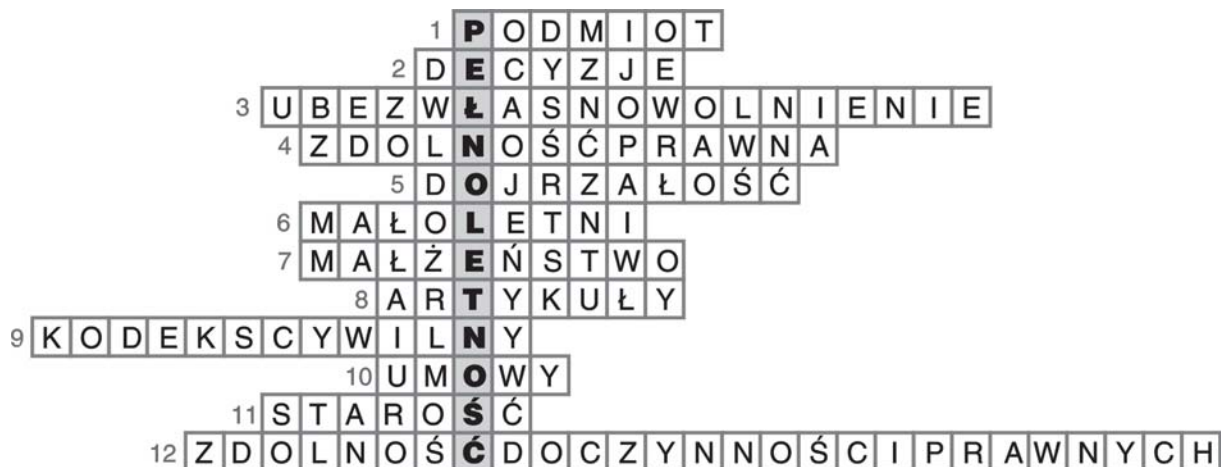 1 PODMIOT
2 DECYZJE
3 UBEZWŁASNOWOLNIENIE
4 ZDOLNOŚĆPRAWNA
5 DOJRZAŁOŚĆ
6 MAŁOLETNI
7 MAŁŻEŃSTWO
8 ARTYKUŁY
9 KODEKSCYWILNY
10 UMOWY
11 STAROŚĆ
12 ZDOLNOŚĆDOCZYNNOŚCIPRAWNYCH